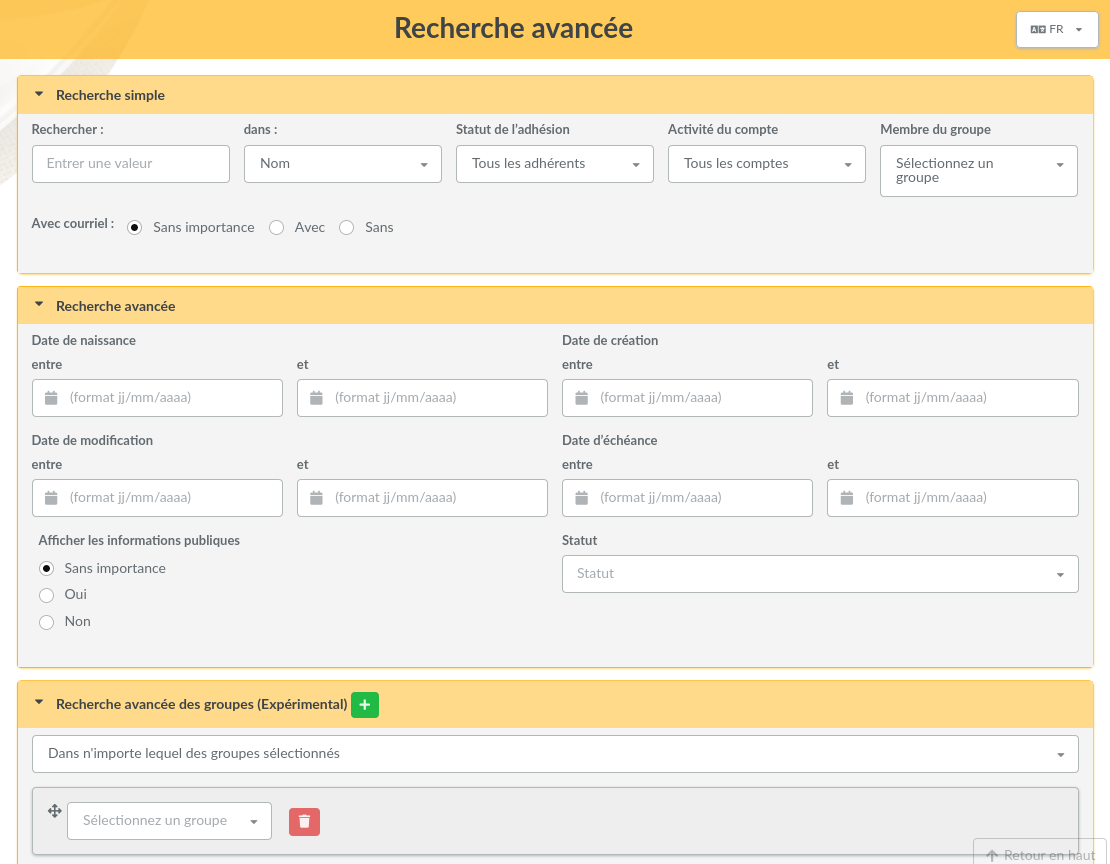 Recherche avancée
FR
Recherche simple
Rechercher :
dans :
Statut de l’adhésion
Activité du compte
Membre du groupe
Entrer une valeur
Nom
Tous les adhérents
Tous les comptes
Sélectionnez un
groupe
Avec courriel :
Sans importance
Avec
Sans
Recherche avancée
Date de naissance
Date de création
entre
et
entre
et
(format jj/mm/aaaa)
(format jj/mm/aaaa)
(format jj/mm/aaaa)
(format jj/mm/aaaa)
Date de modification
Date d’échéance
entre
et
entre
et
(format jj/mm/aaaa)
(format jj/mm/aaaa)
(format jj/mm/aaaa)
(format jj/mm/aaaa)
Afficher les informations publiques
Statut
Sans importance
Statut
Oui
Non
Recherche avancée des groupes (Expérimental)
Dans n'importe lequel des groupes sélectionnés
Sélectionnez un groupe
Retour en haut